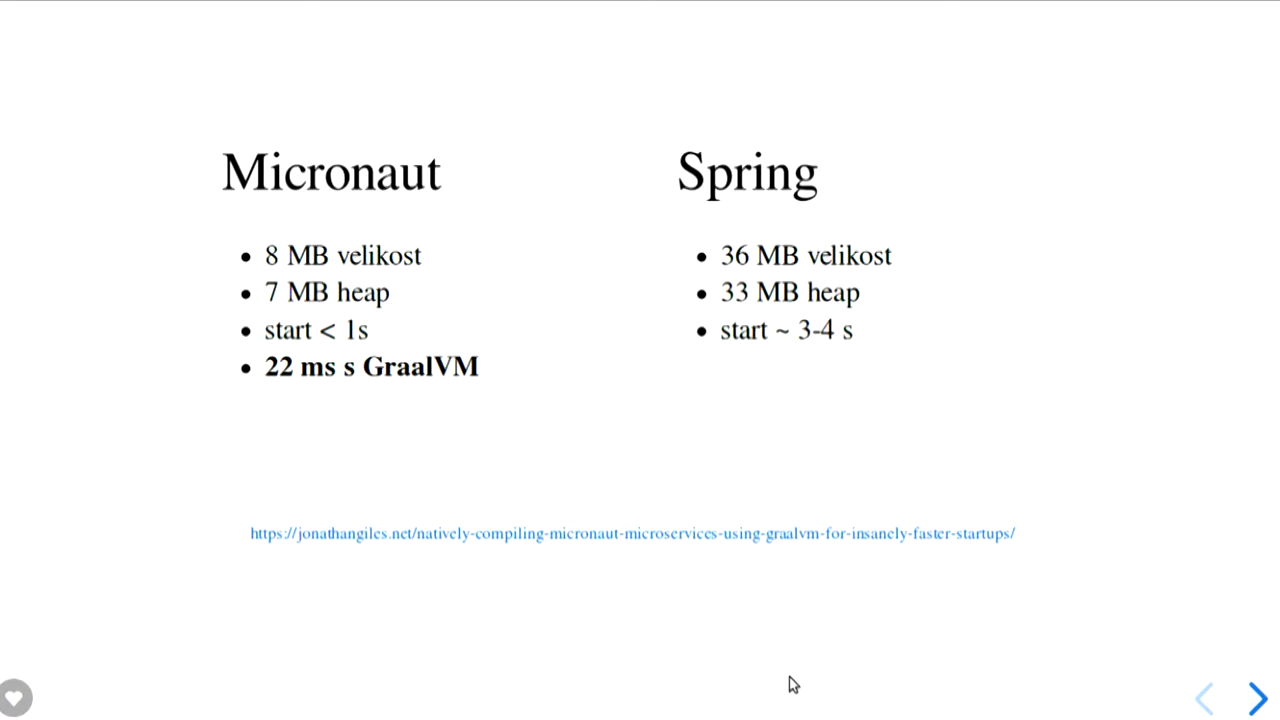 Micronaut
8 MB velikost
7 MB heap
start < 1s
22 ms s GraalVM
Spring
36 MB velikost
33 MB heap
start ~ 3-4 s
https://jonathangiles.net/natively-compiling-micronaut-microservices-using-graalvm-for-insanely-faster-startups/